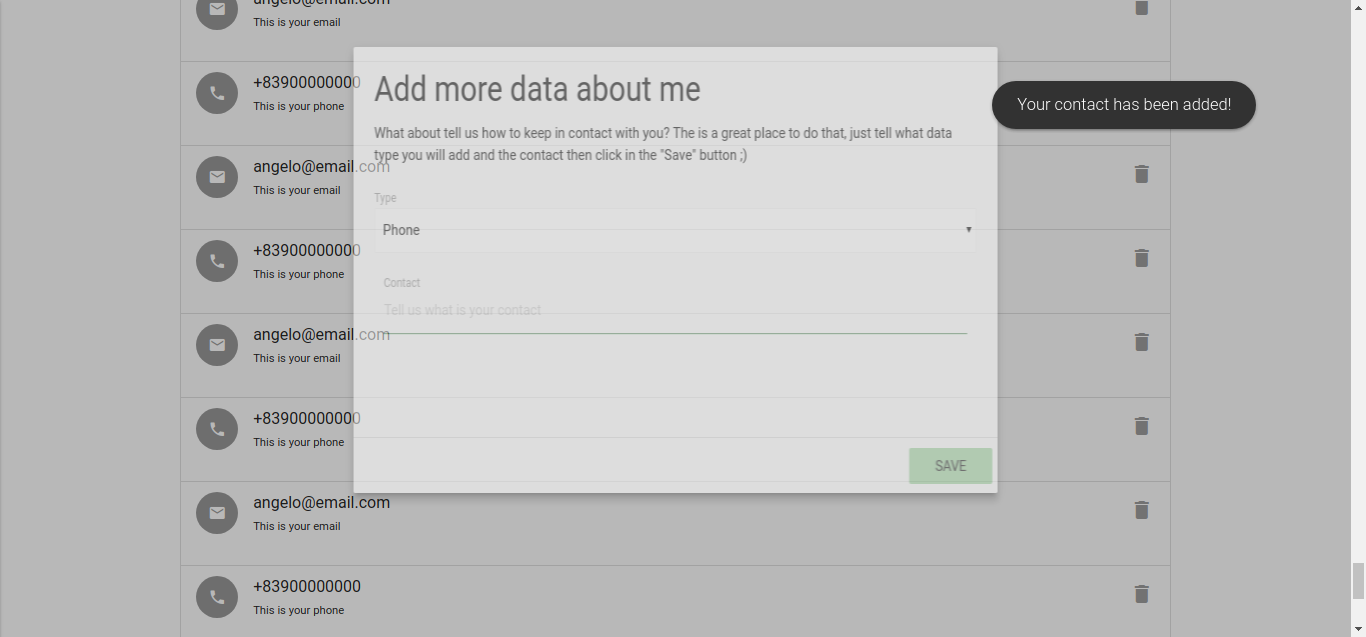 angelo@email.com
This is your email
+83900000000
This is your phone
angelo@email.com
This is your email
+83900000000
This is your phone
angelo@email.com
This is your email
+83900000000
This is your phone
angelo@email.com
This is your email
+83900000000
This is your phone
Add more data about me
What about tell us how to keep in contact with you? The is a great place to do that, just tell what data
type you will add and the contact then click in the "Save" button ;)
Type
Phone
Contact
Tell us what is your contact
SAVE
Your contact has been added!